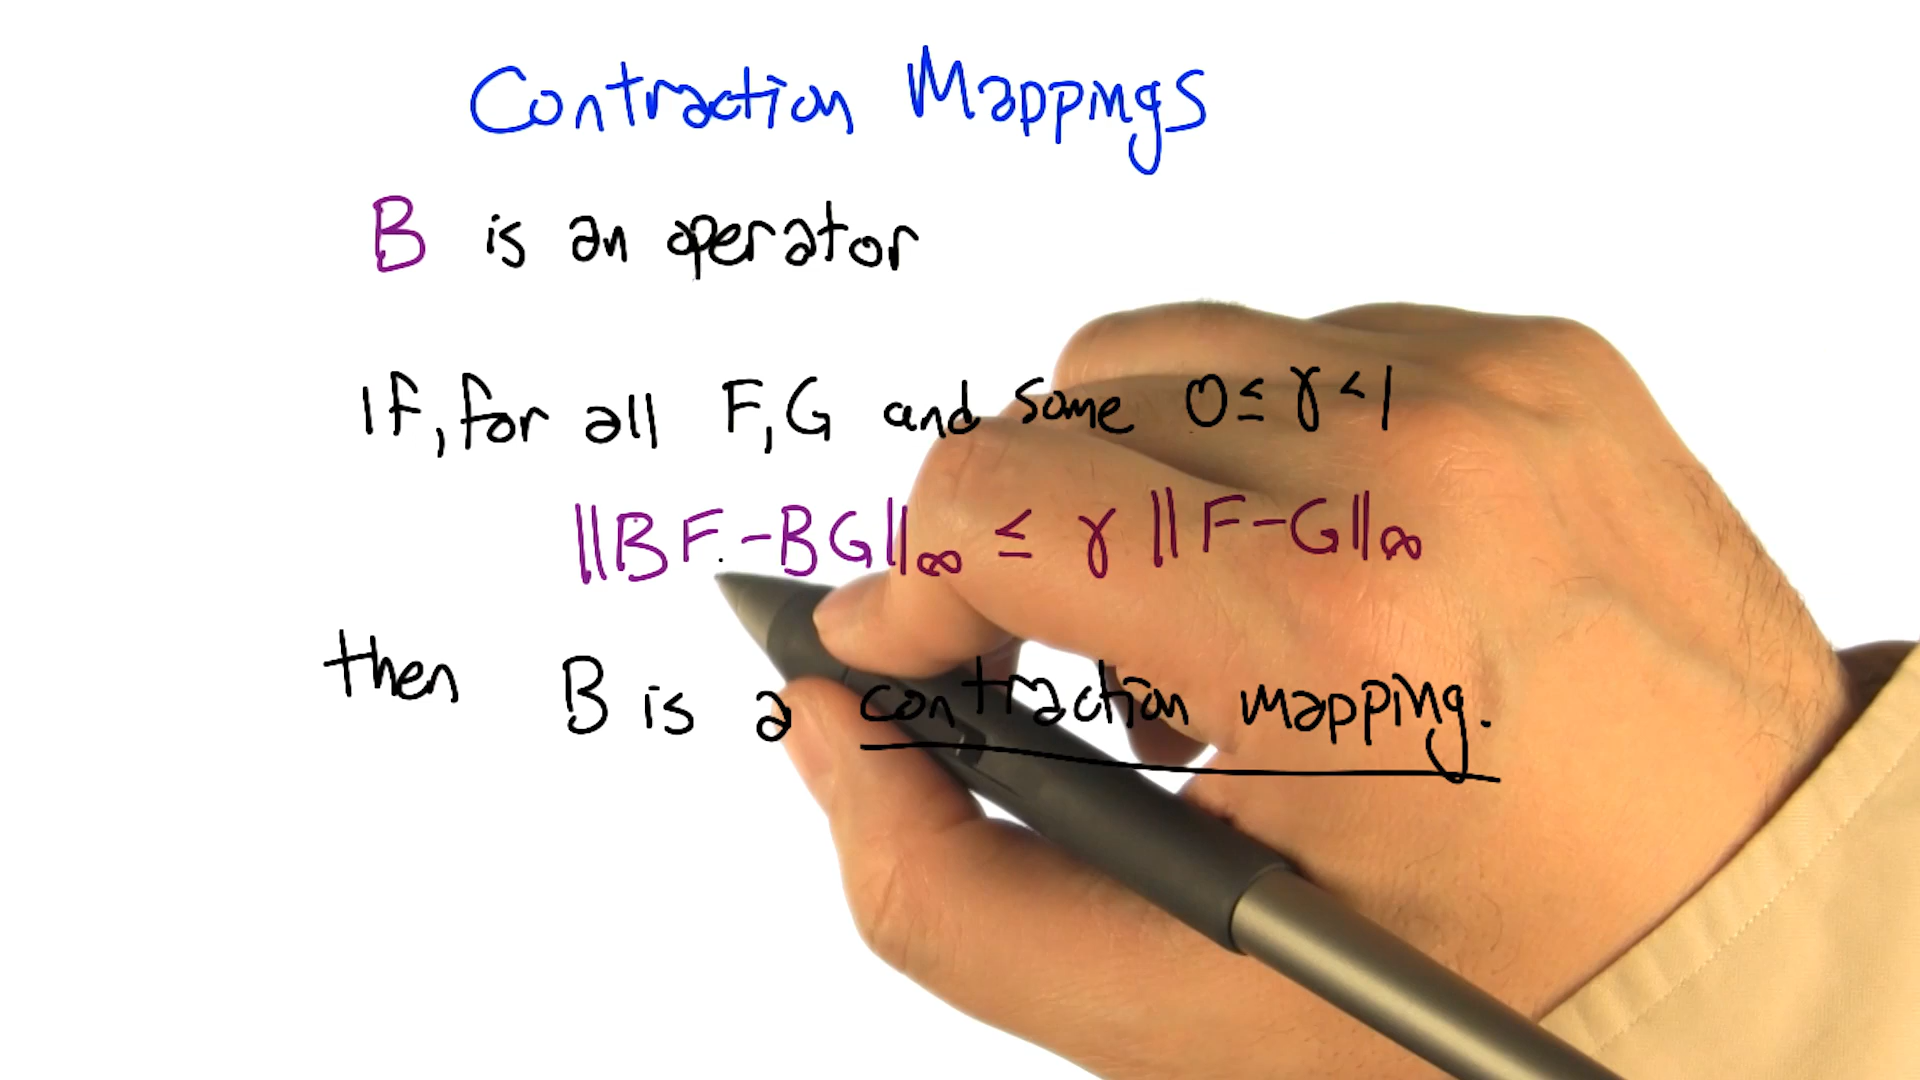 Contraction Mappings
B is an operator
If, for all F, G and some 0 ≤ γ < 1
||BF - BG||∞ ≤ γ ||F - G||∞
then B is a contraction mapping.